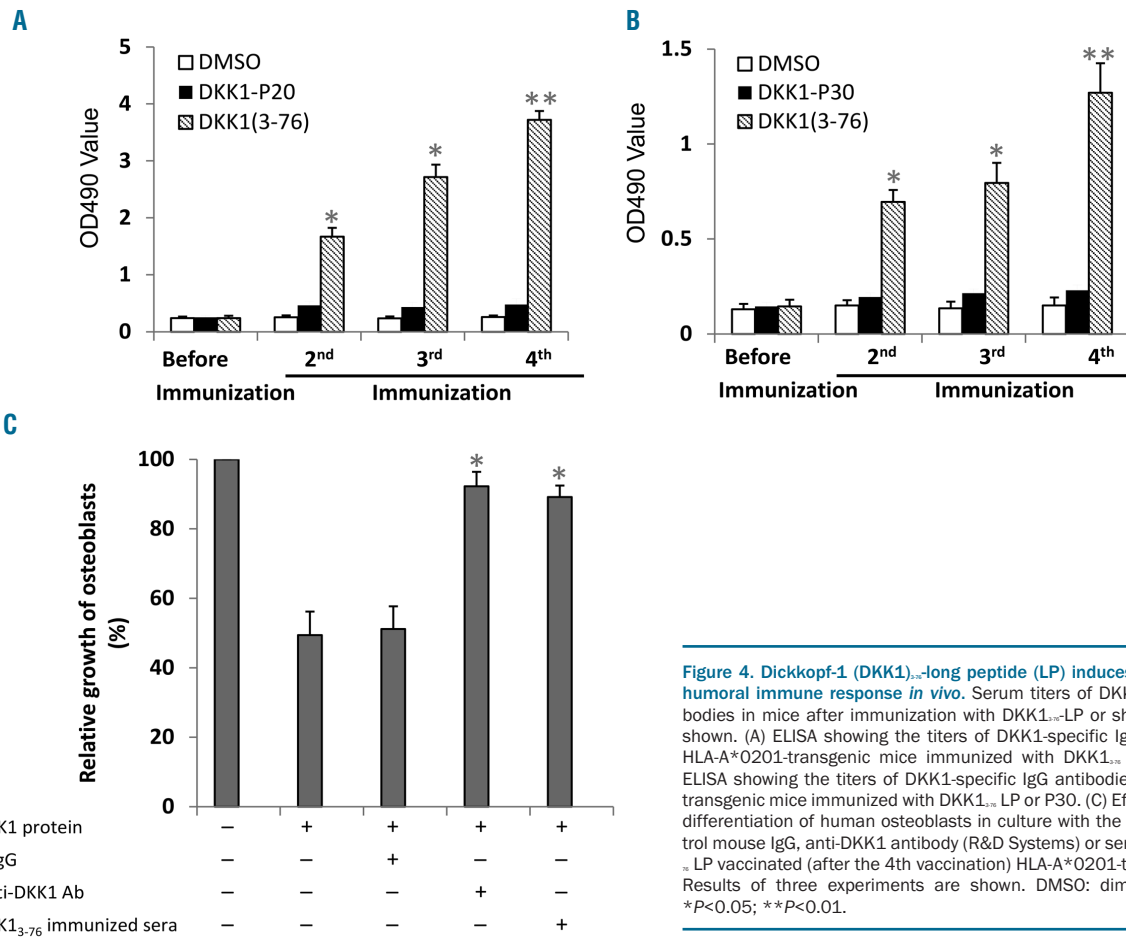 A
5
4
3
2
1
0
OD490 Value
DMSO
DKK1-P20
DKK1(3-76)
*
*
**
Before
2nd
3rd
4th
Immunization
Immunization
B
1.5
1
0.5
0
OD490 Value
DMSO
DKK1-P30
DKK1(3-76)
*
*
**
Before
2nd
3rd
4th
Immunization
Immunization
C
100
80
60
40
20
0
Relative growth of osteoblasts
(%)
*
*
K1 protein – + + + +
gG – – + – –
ti-DKK1 Ab – – – + –
K13-76 immunized sera – – – – +
Figure 4. Dickkopf-1 (DKK1)3-76-long peptide (LP) induces
humoral immune response in vivo. Serum titers of DKK
bodies in mice after immunization with DKK13-76-LP or sh
shown. (A) ELISA showing the titers of DKK1-specific Ig
HLA-A*0201-transgenic mice immunized with DKK13-76
ELISA showing the titers of DKK1-specific IgG antibodie
transgenic mice immunized with DKK13-76 LP or P30. (C) Ef
differentiation of human osteoblasts in culture with the
trol mouse IgG, anti-DKK1 antibody (R&D Systems) or ser
76 LP vaccinated (after the 4th vaccination) HLA-A*0201-t
Results of three experiments are shown. DMSO: dim
*P<0.05; **P<0.01.